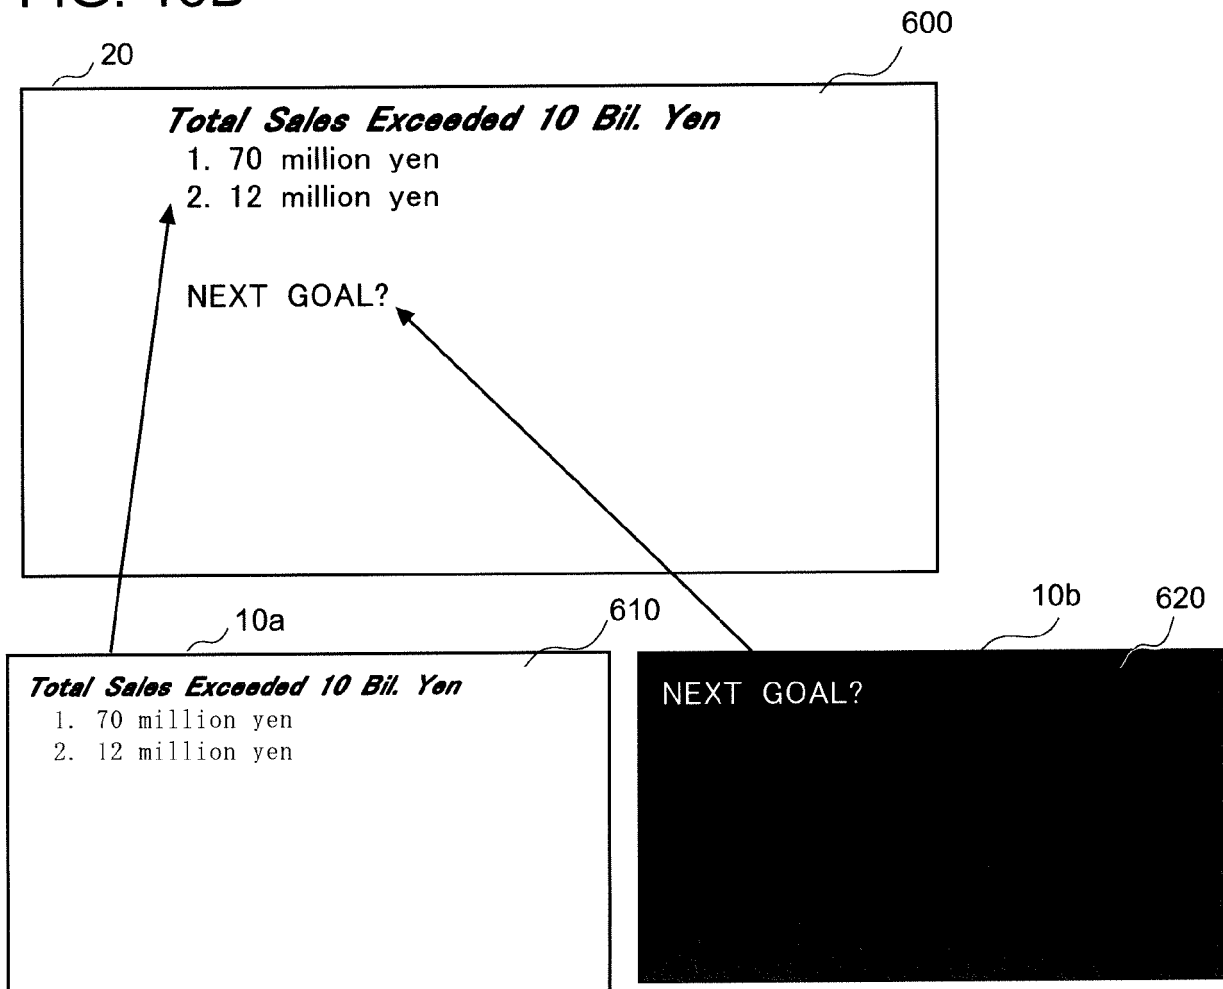 20
600
Total Sales Exceeded 10 Bil. Yen
1. 70 million yen
2. 12 million yen
NEXT GOAL?
10a
610
10b
620
Total Sales Exceeded 10 Bil. Yen
1. 70 million yen
2. 12 million yen
NEXT GOAL?